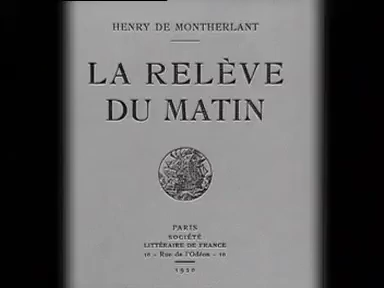 HENRY DE MONTHERLANT
LA RELÈVE
DU MATIN
PARIS
SOCIÉTÉ
LITTÉRAIRE DE FRANCE
10 – Rue de l'Odéon – 10
1920